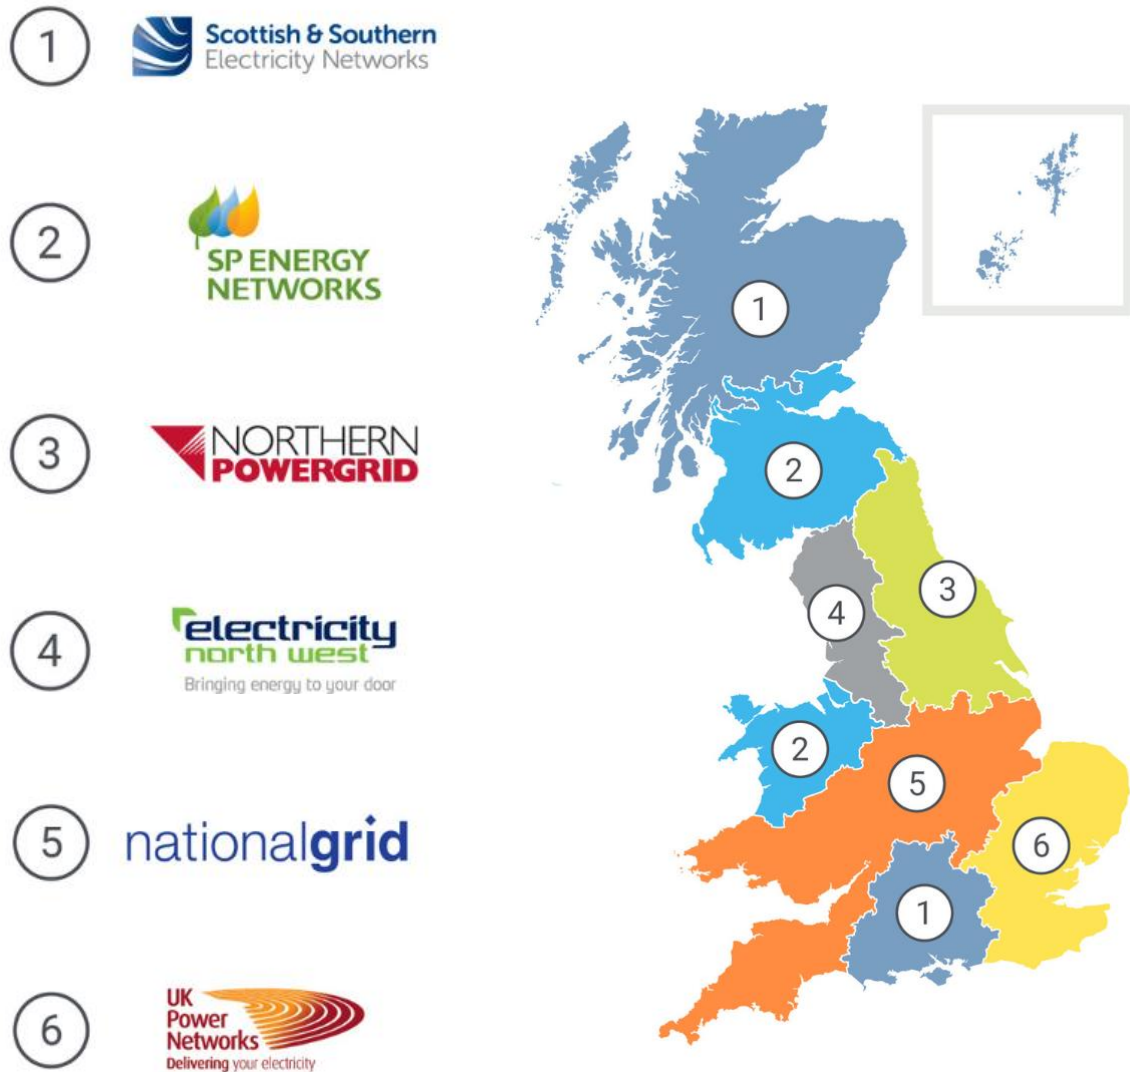 1
Scottish & Southern
Electricity Networks
2
SP ENERGY
NETWORKS
3
NORTHERN
POWERGRID
4
electricity
north west
Bringing energy to your door
5
nationalgrid
6
UK
Power
Networks
Delivering your electricity
1
2
3
4
2
5
6
1